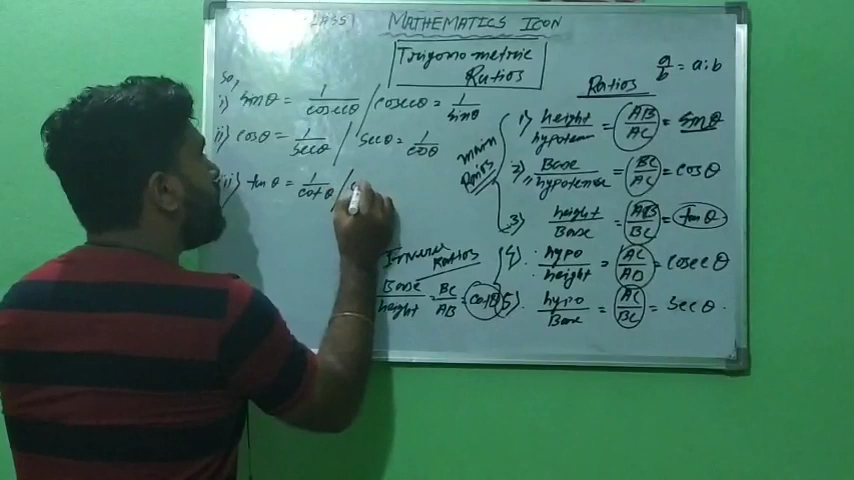 CLASS
MATHEMATICS ICON
Trigonometric
Ratios
a/b = a:b
So,
i) sinθ = 1/cosecθ / cosecθ = 1/sinθ
ii) cosθ = 1/secθ / secθ = 1/cosθ
iii) tanθ = 1/cotθ /
Ratios
main
Ratios
1) height/hypotenuse = AB/AC = sinθ
2) Base/hypotenuse = BC/AC = cosθ
3) height/Base = AB/BC = tanθ
Inverse
Ratios
4) hypo/height = AC/AB = cosecθ
5) hypo/Base = AC/BC = secθ
Base/height = BC/AB = cotθ